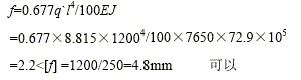 f=0.677q`l⁴/100EJ
=0.677×8.815×1200⁴/100×7650×72.9×10⁵
=2.2<[f] =1200/250=4.8mm 可以